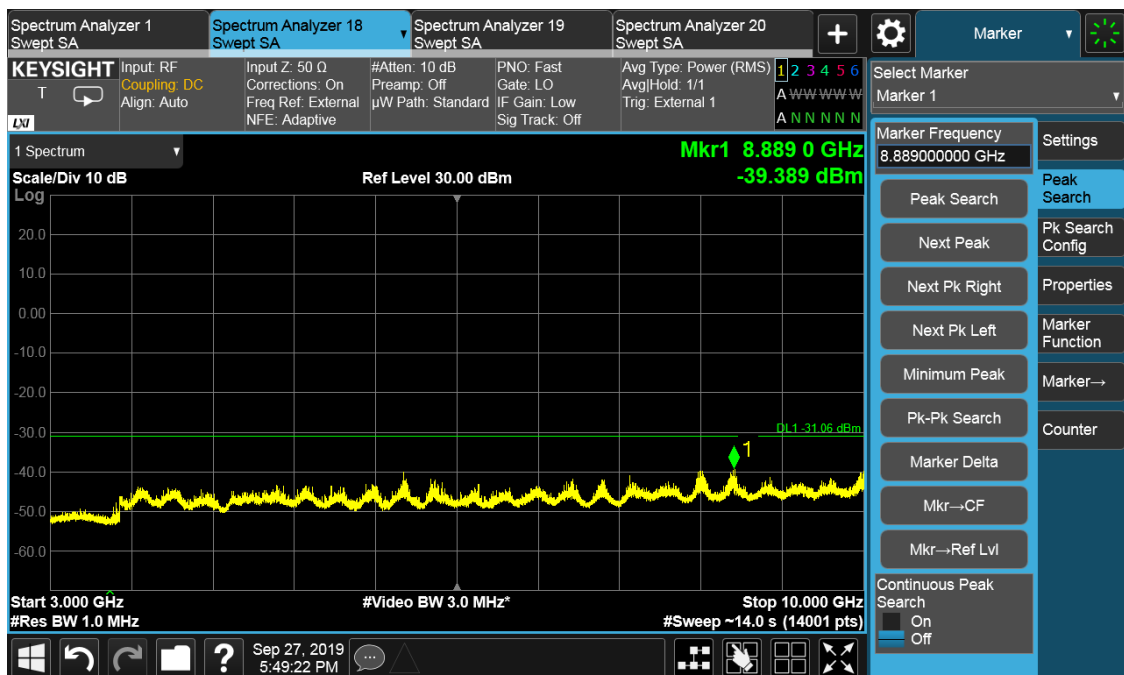 Spectrum Analyzer 1
Swept SA
Spectrum Analyzer 18
Swept SA
Spectrum Analyzer 19
Swept SA
Spectrum Analyzer 20
Swept SA
+
Marker
KEYSIGHT
T
LXI
Input: RF
Coupling: DC
Align: Auto
Input Z: 50 Ω
Corrections: On
Freq Ref: External
NFE: Adaptive
#Atten: 10 dB
Preamp: Off
µW Path: Standard
PNO: Fast
Gate: LO
IF Gain: Low
Sig Track: Off
Avg Type: Power (RMS)
Avg|Hold: 1/1
Trig: External 1
1 2 3 4 5 6
A W W W W W
A N N N N N
Select Marker
Marker 1
1 Spectrum
Mkr1 8.889 0 GHz
Scale/Div 10 dB
Ref Level 30.00 dBm
-39.389 dBm
Log
20.0
10.0
0.00
-10.0
-20.0
-30.0
-40.0
-50.0
-60.0
DL1 -31.06 dBm
1
Start 3.000 GHz
#Video BW 3.0 MHz*
Stop 10.000 GHz
#Res BW 1.0 MHz
#Sweep ~14.0 s (14001 pts)
Marker Frequency
8.889000000 GHz
Peak Search
Next Peak
Next Pk Right
Next Pk Left
Minimum Peak
Pk-Pk Search
Marker Delta
Mkr→CF
Mkr→Ref Lvl
Continuous Peak
Search
On
Off
Settings
Peak
Search
Pk Search
Config
Properties
Marker
Function
Marker→
Counter
?
Sep 27, 2019
5:49:22 PM